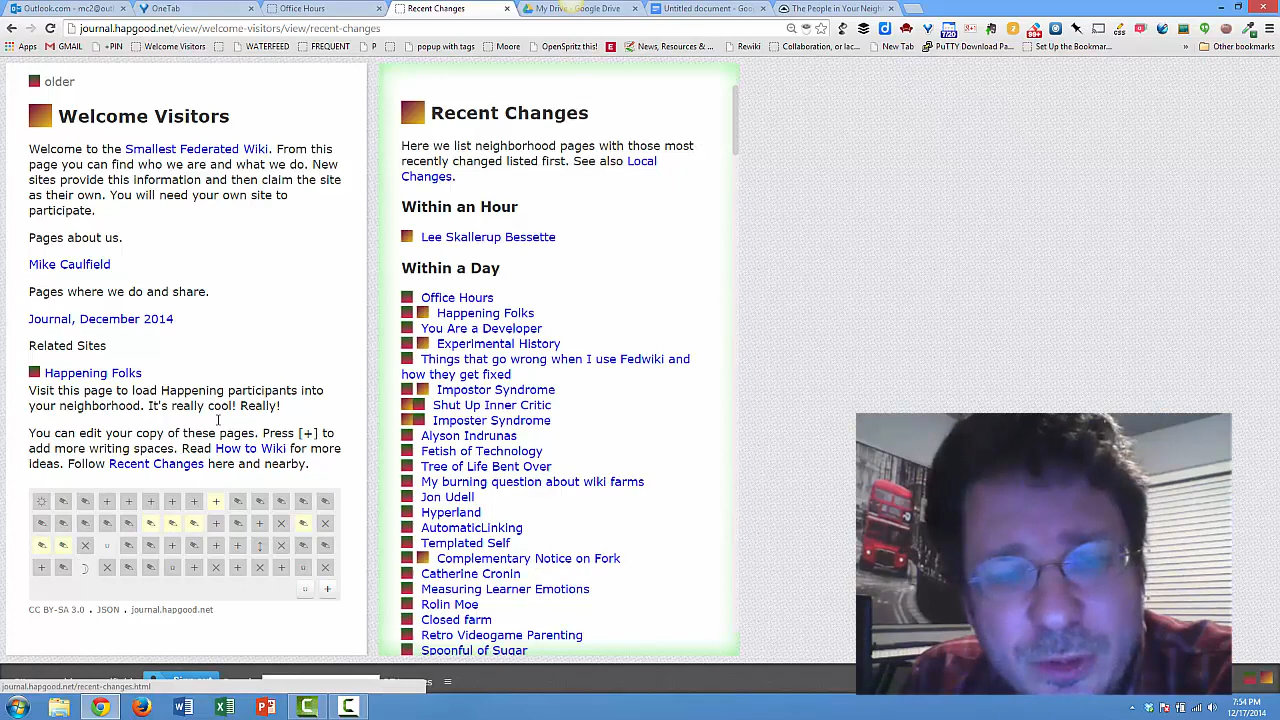 Outlook.com - mc2@outl
OneTab
Office Hours
Recent Changes
My Drive - Google Drive
Untitled document - Goo
The People in Your Neigh
journal.hapgood.net/view/welcome-visitors/view/recent-changes
Apps GMAIL +PIN Welcome Visitors WATERFEED FREQUENT P popup with tags Moore OpenSpritz this! News, Resources &... Rewiki Collaboration, or lac New Tab PuTTY Download Pa... Set Up the Bookmar... Other bookmarks
older
Welcome Visitors
Welcome to the Smallest Federated Wiki. From this
page you can find who we are and what we do. New
sites provide this information and then claim the site
as their own. You will need your own site to
participate.
Pages about us.
Mike Caulfield
Pages where we do and share.
Journal, December 2014
Related Sites
Happening Folks
Visit this page to load Happening participants into
your neighborhood. It's really cool! Really!
You can edit your copy of these pages. Press [+] to
add more writing spaces. Read How to Wiki for more
ideas. Follow Recent Changes here and nearby.
CC BY-SA 3.0 . JSON . journal.hapgood.net
Recent Changes
Here we list neighborhood pages with those most
recently changed listed first. See also Local
Changes.
Within an Hour
Lee Skallerup Bessette
Within a Day
Office Hours
Happening Folks
You Are a Developer
Experimental History
Things that go wrong when I use Fedwiki and
how they get fixed
Impostor Syndrome
Shut Up Inner Critic
Imposter Syndrome
Alyson Indrunas
Fetish of Technology
Tree of Life Bent Over
My burning question about wiki farms
Jon Udell
Hyperland
AutomaticLinking
Templated Self
Complementary Notice on Fork
Catherine Cronin
Measuring Learner Emotions
Rolin Moe
Closed farm
Retro Videogame Parenting
Spoonful of Sugar
journal.hapgood.net/recent-changes.html
7:54 PM
12/17/2014